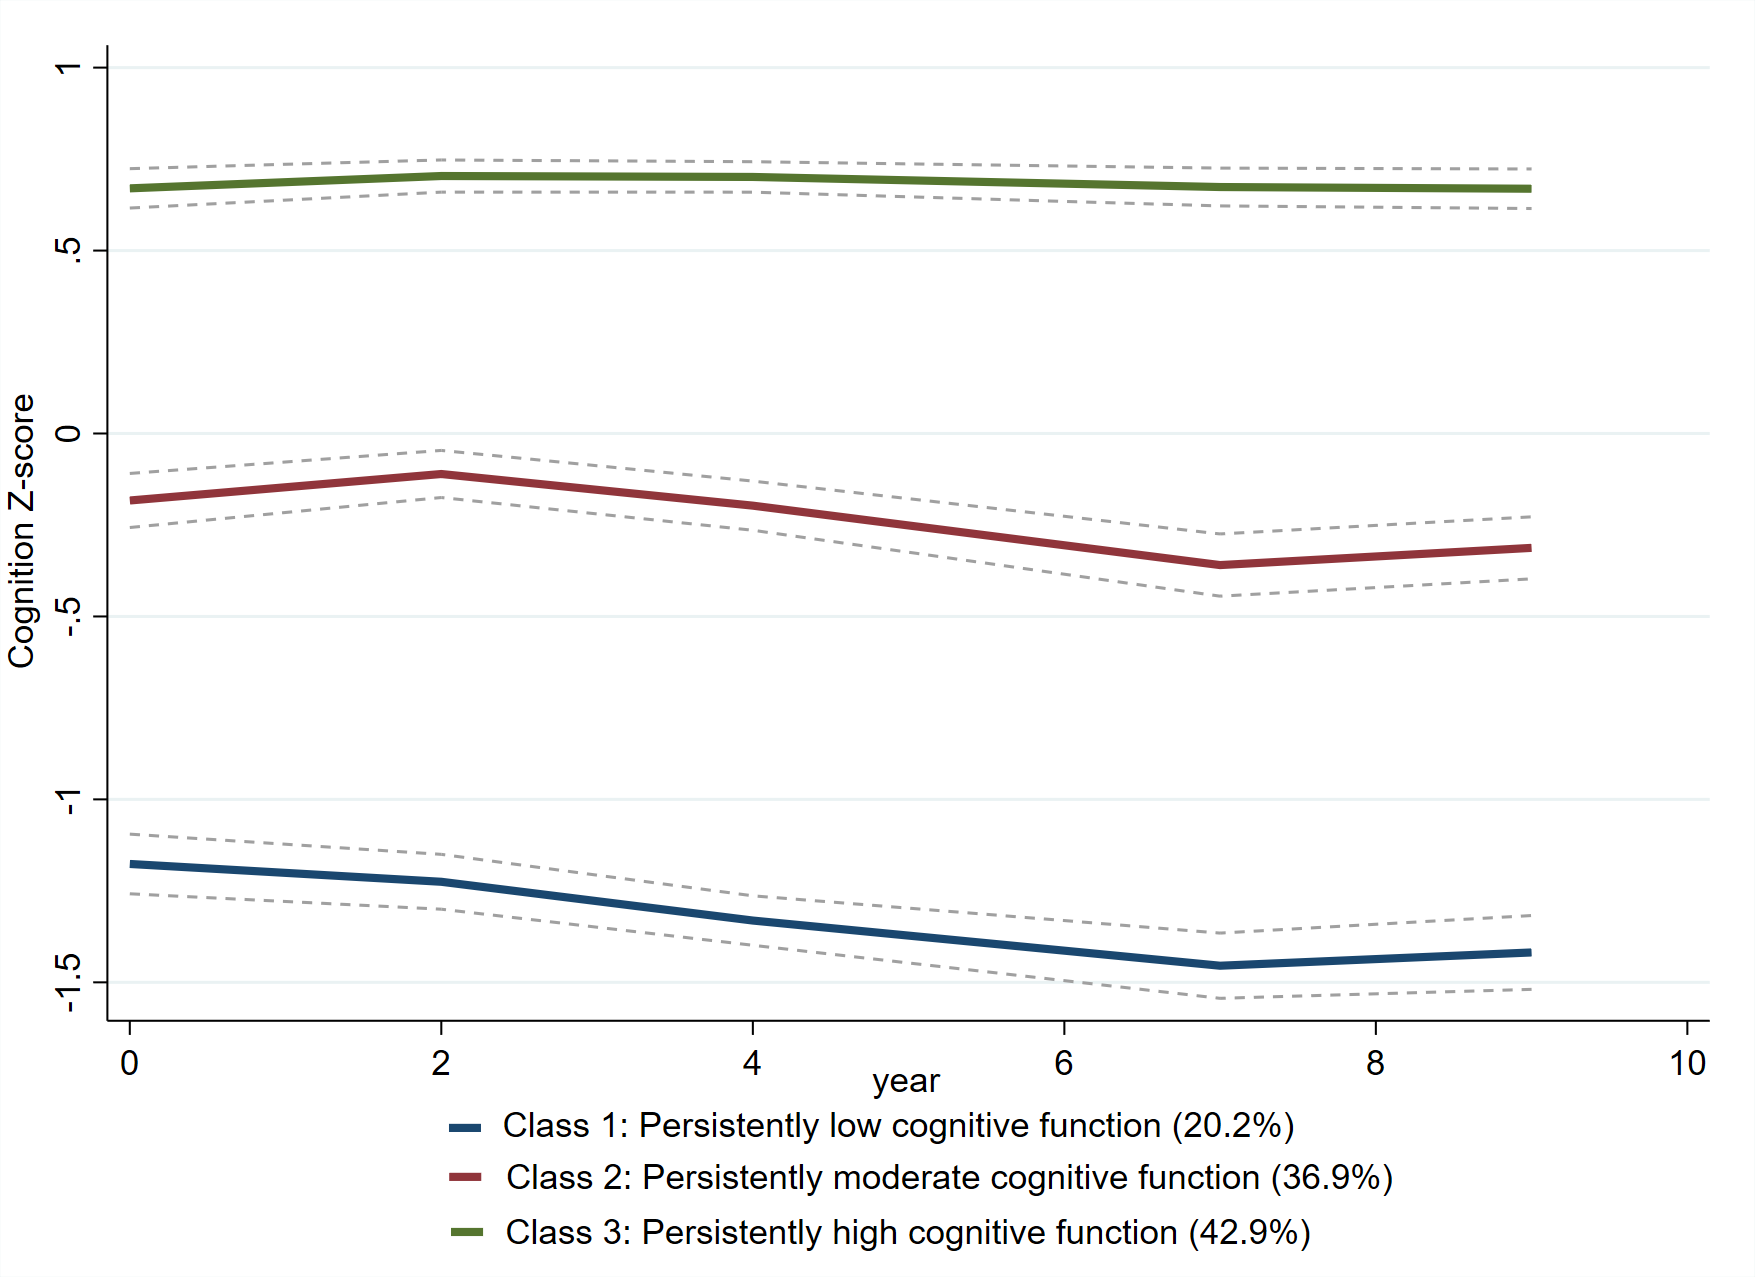 Cognition Z-score
1
.5
0
-.5
-1
-1.5
0 2 4 6 8 10
year
Class 1: Persistently low cognitive function (20.2%)
Class 2: Persistently moderate cognitive function (36.9%)
Class 3: Persistently high cognitive function (42.9%)